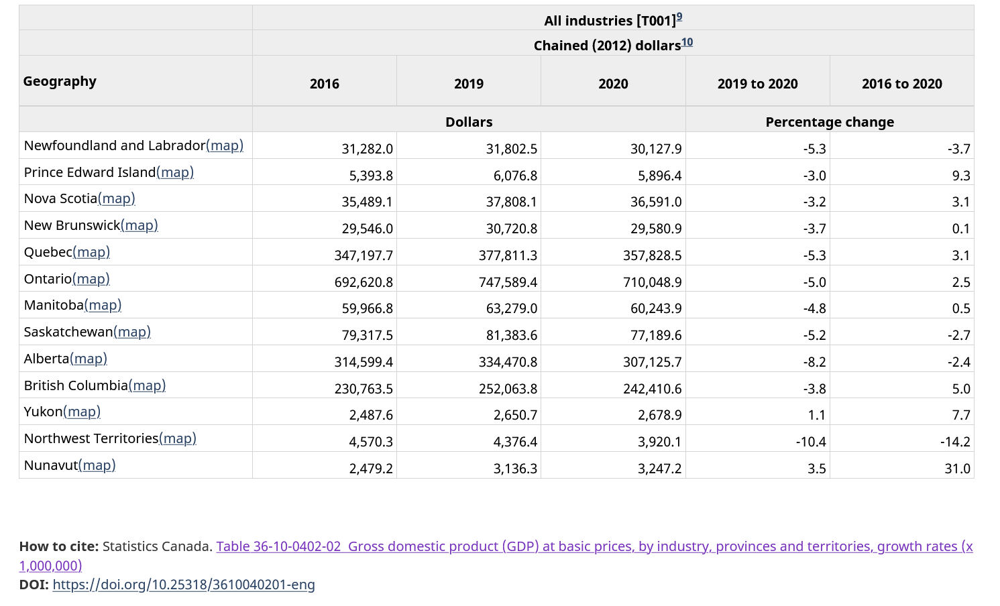 All industries [T001]9
Chained (2012) dollars10
Geography 2016 2019 2020 2019 to 2020 2016 to 2020
Dollars Percentage change
Newfoundland and Labrador(map) 31,282.0 31,802.5 30,127.9 -5.3 -3.7
Prince Edward Island(map) 5,393.8 6,076.8 5,896.4 -3.0 9.3
Nova Scotia(map) 35,489.1 37,808.1 36,591.0 -3.2 3.1
New Brunswick(map) 29,546.0 30,720.8 29,580.9 -3.7 0.1
Quebec(map) 347,197.7 377,811.3 357,828.5 -5.3 3.1
Ontario(map) 692,620.8 747,589.4 710,048.9 -5.0 2.5
Manitoba(map) 59,966.8 63,279.0 60,243.9 -4.8 0.5
Saskatchewan(map) 79,317.5 81,383.6 77,189.6 -5.2 -2.7
Alberta(map) 314,599.4 334,470.8 307,125.7 -8.2 -2.4
British Columbia(map) 230,763.5 252,063.8 242,410.6 -3.8 5.0
Yukon(map) 2,487.6 2,650.7 2,678.9 1.1 7.7
Northwest Territories(map) 4,570.3 4,376.4 3,920.1 -10.4 -14.2
Nunavut(map) 2,479.2 3,136.3 3,247.2 3.5 31.0
How to cite: Statistics Canada. Table 36-10-0402-02  Gross domestic product (GDP) at basic prices, by industry, provinces and territories, growth rates (x
1,000,000)
DOI: https://doi.org/10.25318/3610040201-eng